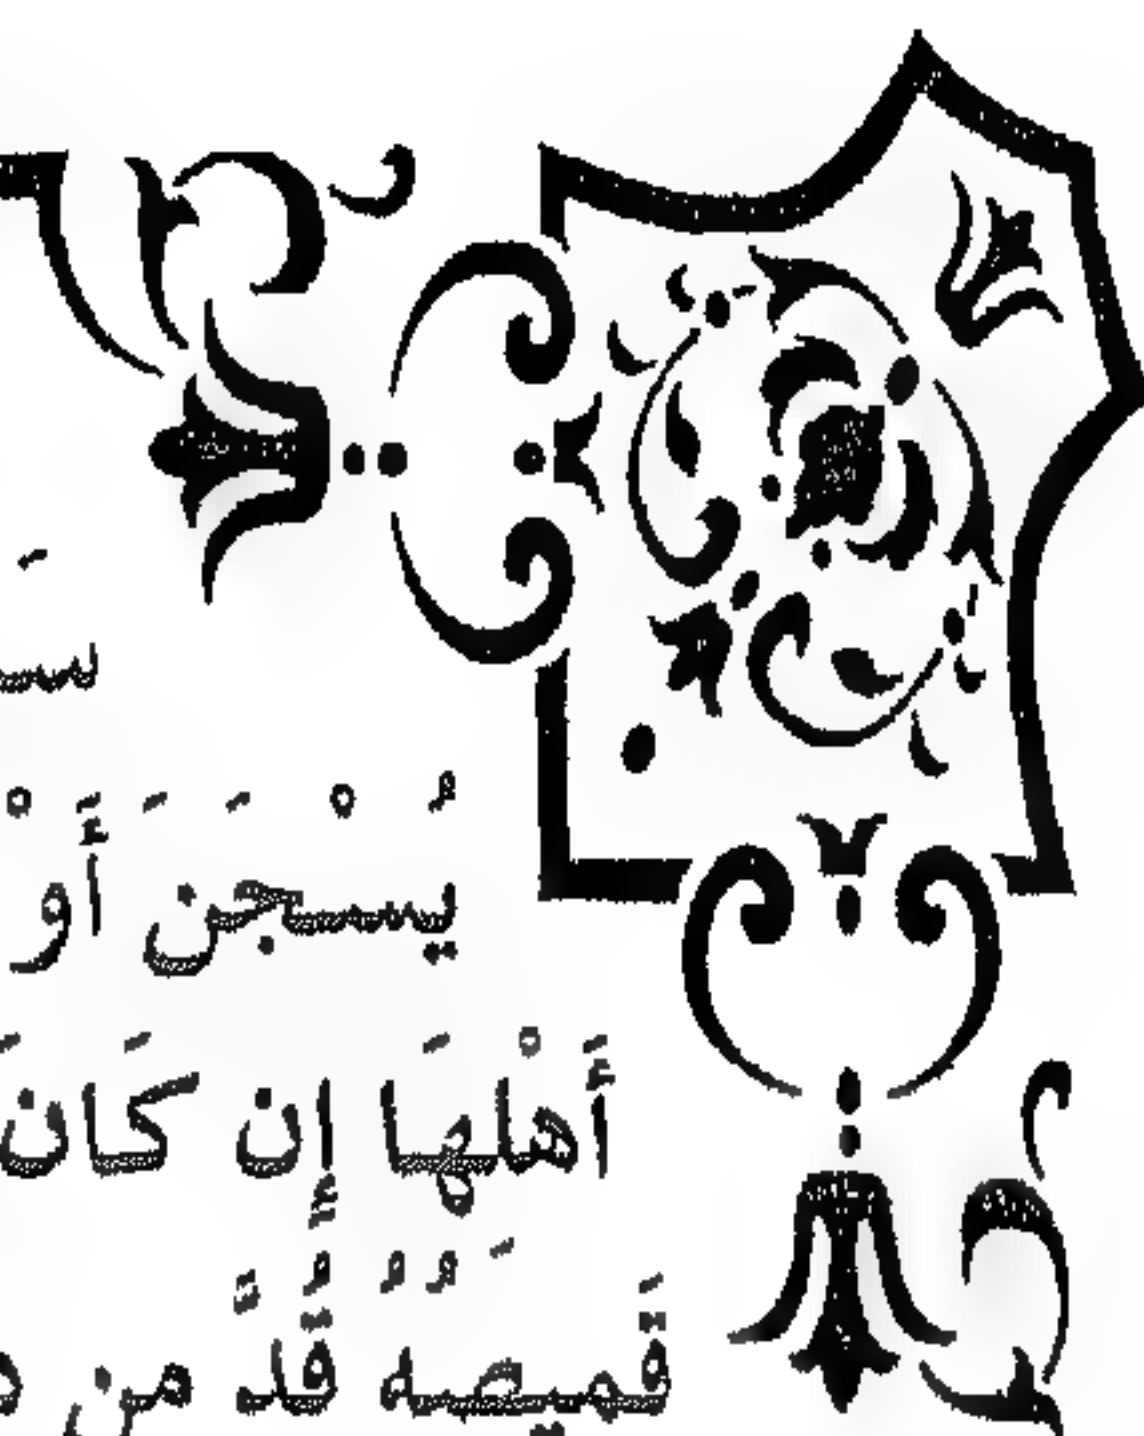 يُسْجَنَ أَوْ
أَهْلِهَا إِن كَانَ
قَمِيصَهُ قُدَّ مِن